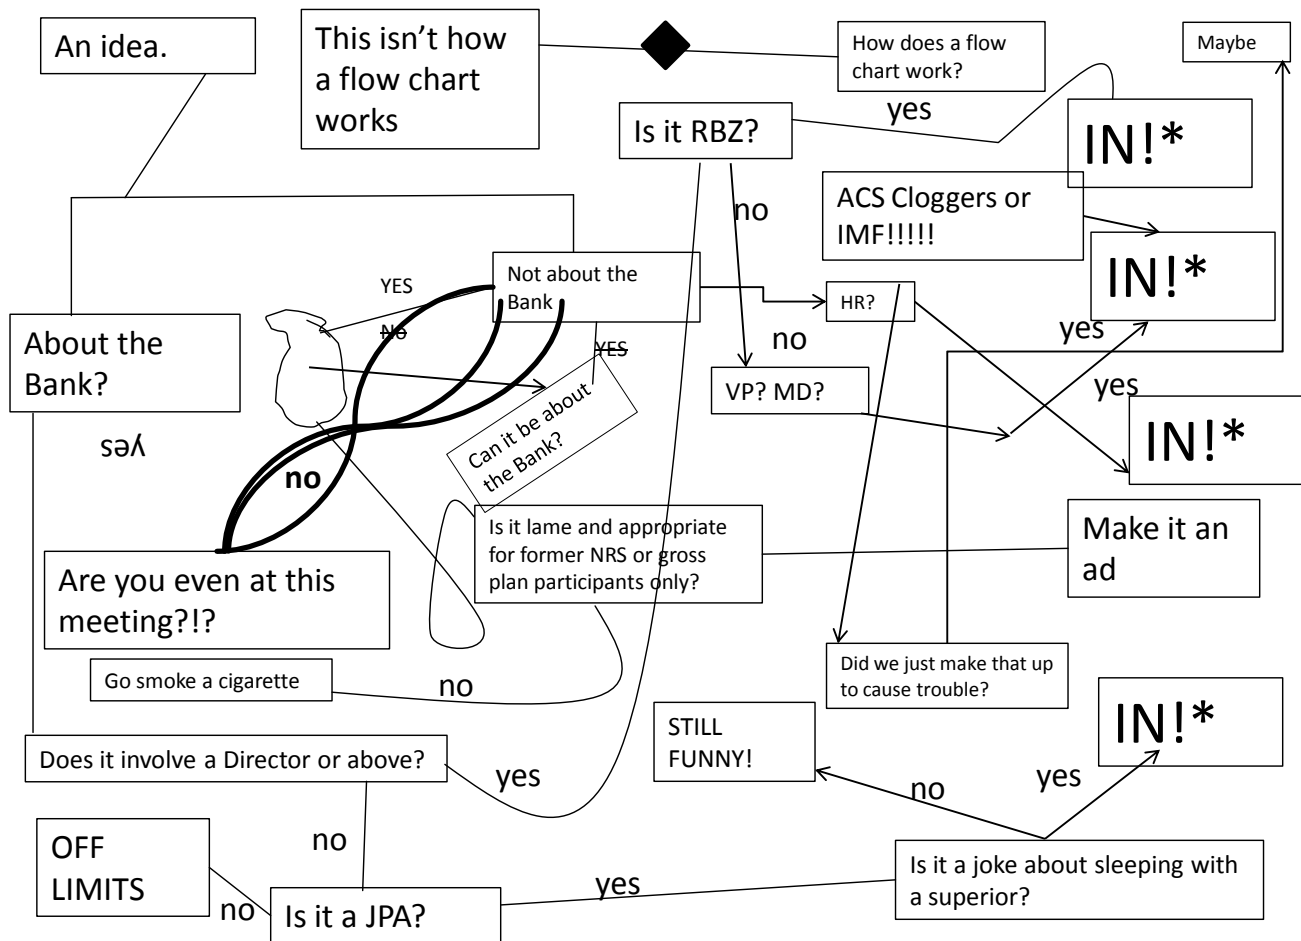 An idea.
This isn't how
a flow chart
works
How does a flow
chart work?
Maybe
yes
Is it RBZ?
IN!*
no
ACS Cloggers or
IMF!!!!!
IN!*
Not about the
Bank
YES
No
HR?
yes
no
YES
About the
Bank?
VP? MD?
yes
Can it be about
the Bank?
IN!*
yes
no
Is it lame and appropriate
for former NRS or gross
plan participants only?
Make it an
ad
Are you even at this
meeting?!?
Go smoke a cigarette
no
Did we just make that up
to cause trouble?
IN!*
STILL
FUNNY!
Does it involve a Director or above?
yes
no
yes
no
OFF
LIMITS
Is it a joke about sleeping with
a superior?
yes
no
Is it a JPA?